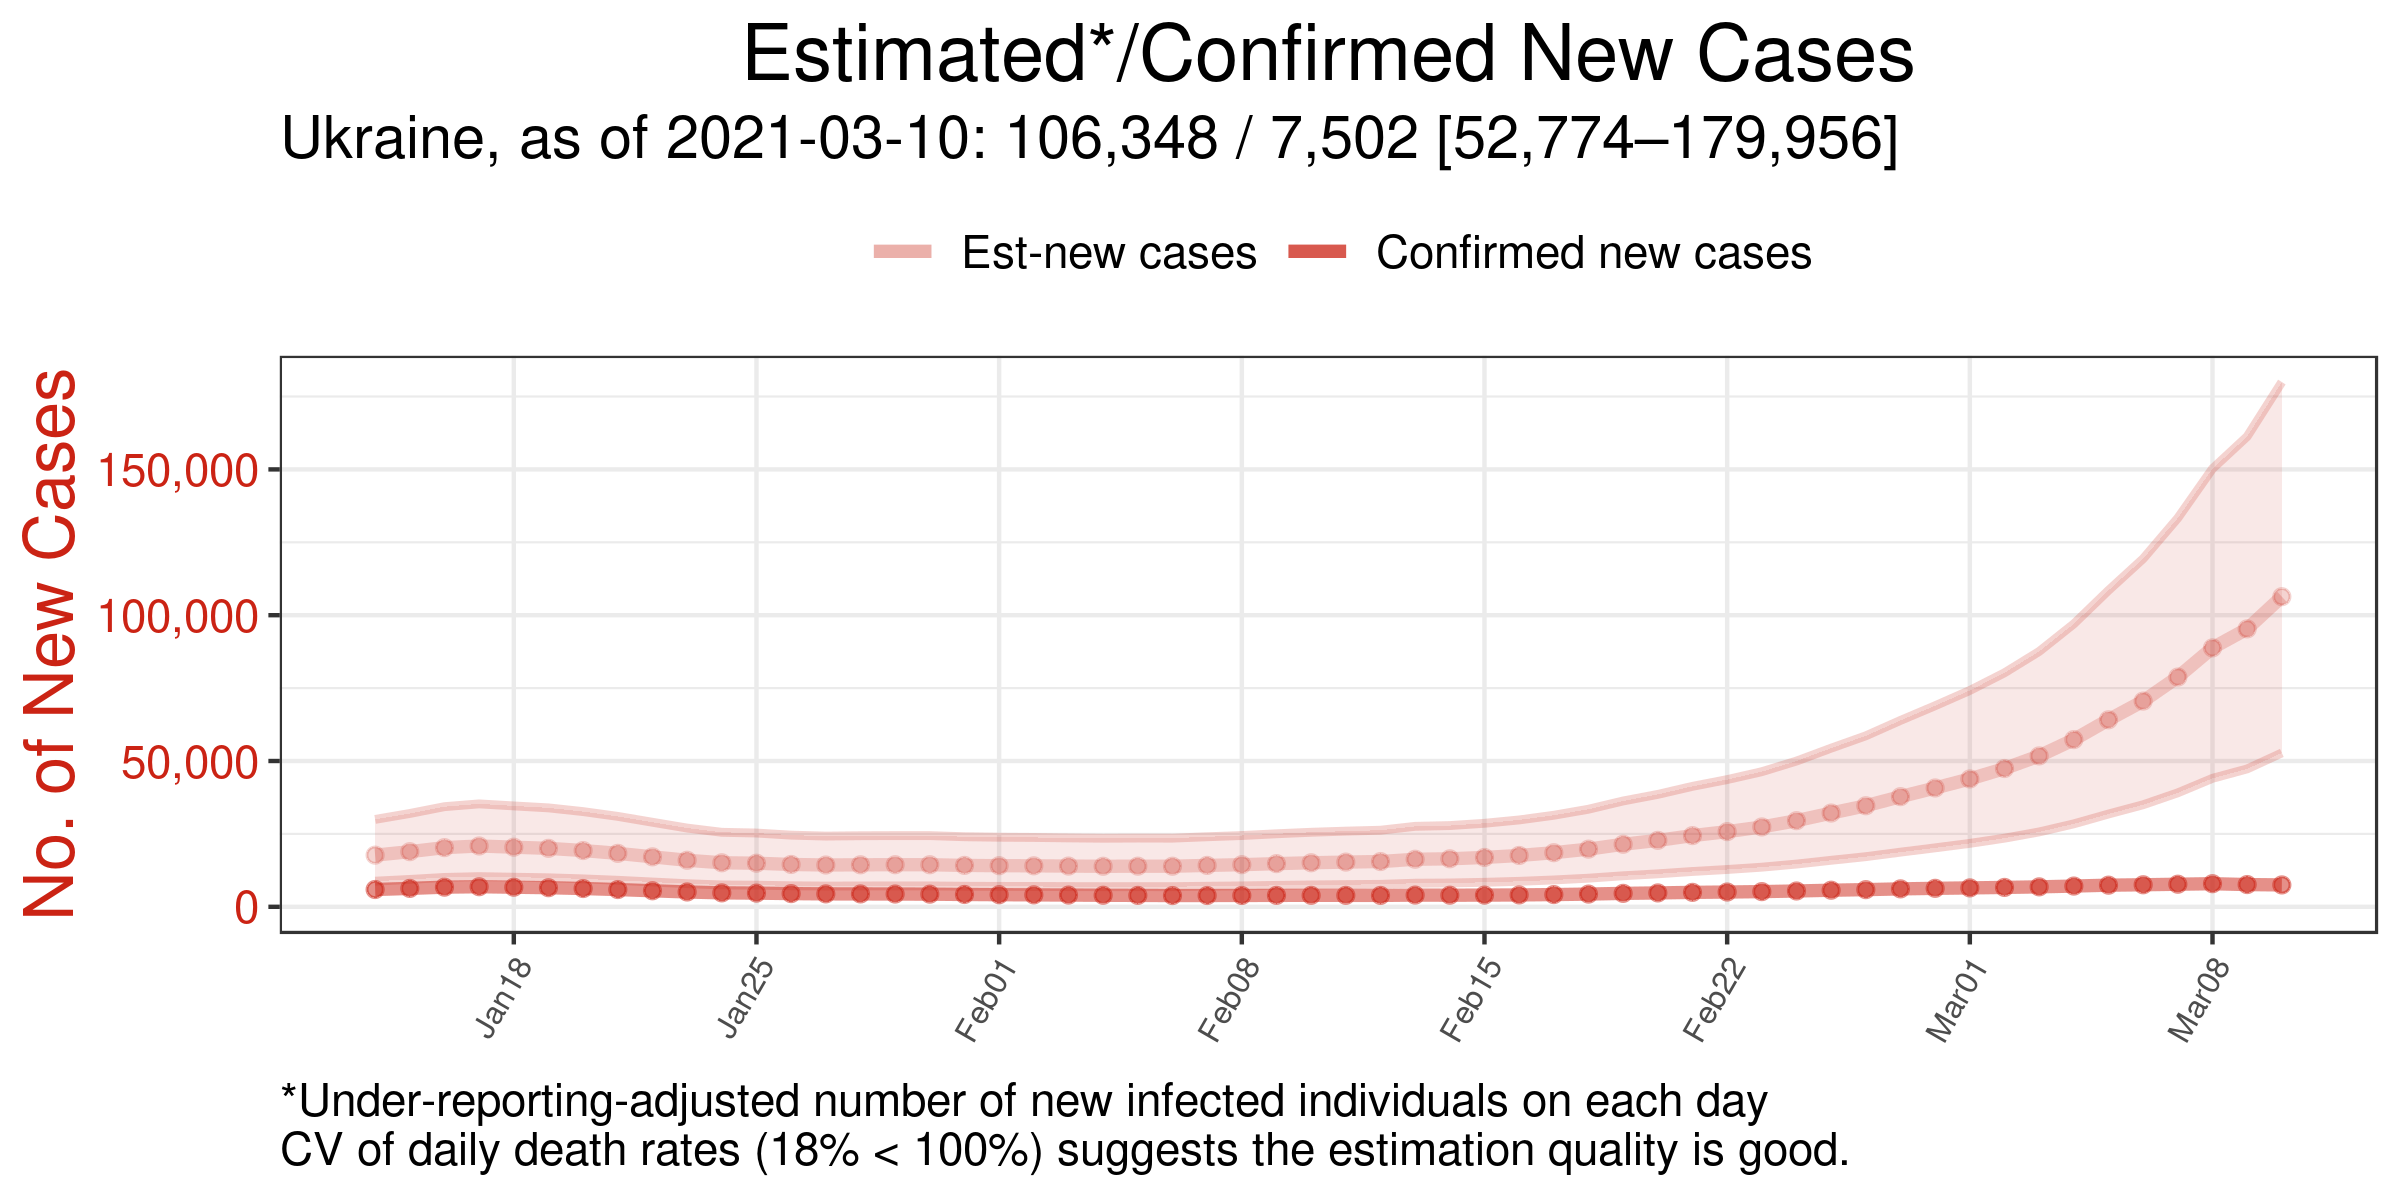 Estimated*/Confirmed New Cases
Ukraine, as of 2021-03-10: 106,348 / 7,502 [52,774–179,956]
Est-new cases
Confirmed new cases
No. of New Cases
150,000
100,000
50,000
0
Jan18
Jan25
Feb01
Feb08
Feb15
Feb22
Mar01
Mar08
*Under-reporting-adjusted number of new infected individuals on each day
CV of daily death rates (18% < 100%) suggests the estimation quality is good.